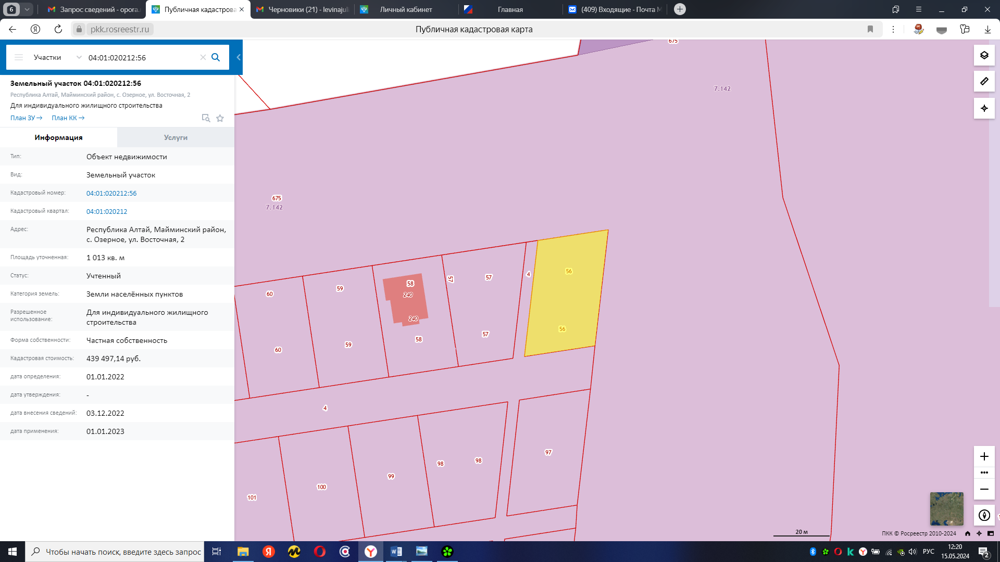 6
Запрос сведений - opora.
Публичная кадастрова
Черновики (21) - levinajuli
Личный кабинет
Главная
(409) Входящие - Почта M
pkk.rosreestr.ru
Публичная кадастровая карта
Участки
04:01:020212:56
Земельный участок 04:01:020212:56
Республика Алтай, Майминский район, с. Озерное, ул. Восточная, 2
Для индивидуального жилищного строительства
План ЗУ → План КК →
Информация
Услуги
Тип: Объект недвижимости
Вид: Земельный участок
Кадастровый номер: 04:01:020212:56
Кадастровый квартал: 04:01:020212
Адрес: Республика Алтай, Майминский район,
с. Озерное, ул. Восточная, 2
Площадь уточненная: 1 013 кв. м
Статус: Учтенный
Категория земель: Земли населённых пунктов
Разрешенное использование: Для индивидуального жилищного
строительства
Форма собственности: Частная собственность
Кадастровая стоимость: 439 497,14 руб.
дата определения: 01.01.2022
дата утверждения: -
дата внесения сведений: 03.12.2022
дата применения: 01.01.2023
675
7.142
675
7.142
56
4
57
57
58
59
60
240
240
56
57
58
59
60
4
97
98
98
99
100
101
20 м
ПКК © Росреестр 2010-2024
Чтобы начать поиск, введите здесь запрос
РУС
12:20
15.05.2024
2